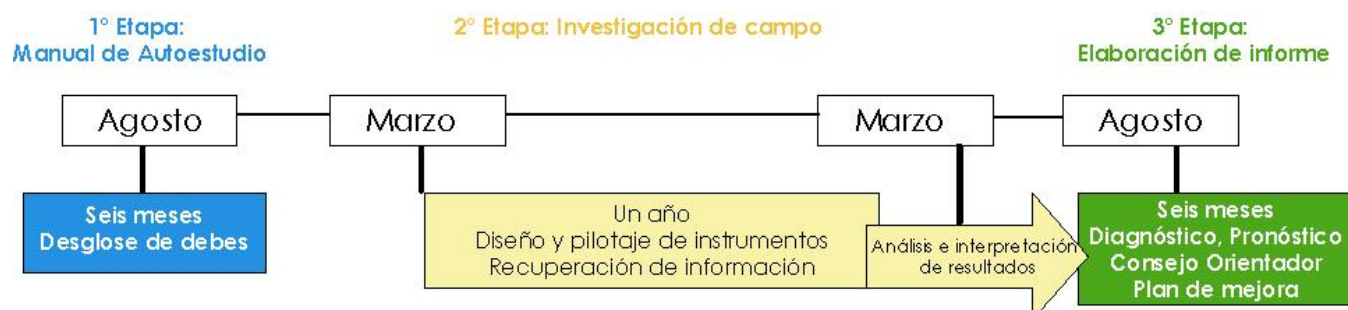 1° Etapa:
Manual de Autoestudio
2° Etapa: Investigación de campo
3° Etapa:
Elaboración de informe
Agosto
Marzo
Marzo
Agosto
Seis meses
Desglose de debes
Un año
Diseño y pilotaje de instrumentos
Recuperación de información
Análisis e interpretación
de resultados
Seis meses
Diagnóstico, Pronóstico
Consejo Orientador
Plan de mejora